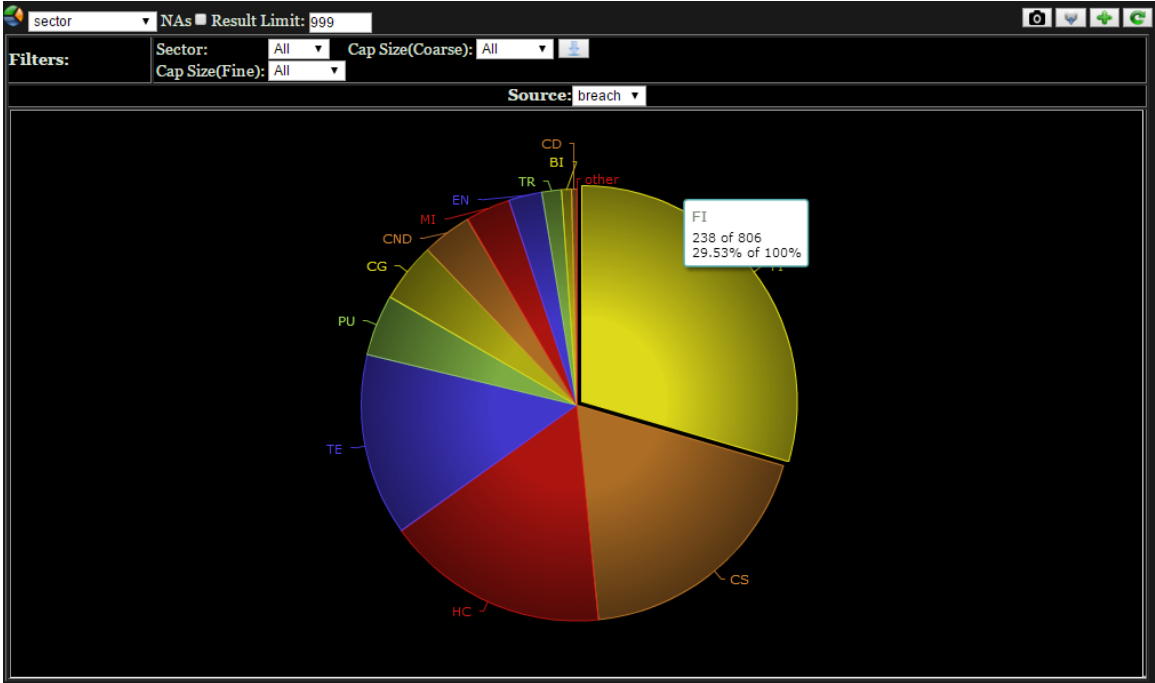 sector NAs Result Limit: 999
Filters:
Sector: All Cap Size(Coarse): All
Cap Size(Fine): All
Source: breach
CD
BI
other
TR
EN
MI
CND
CG
PU
TE
HC
CS
FI
238 of 806
29.53% of 100%
FI